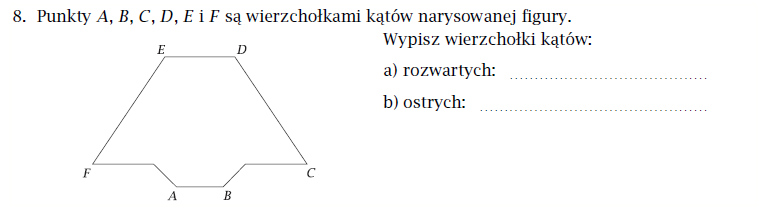 8. Punkty A, B, C, D, E i F są wierzchołkami kątów narysowanej figury.
Wypisz wierzchołki kątów:
a) rozwartych: ........................................
b) ostrych: ..............................................
E
D
F
C
A
B